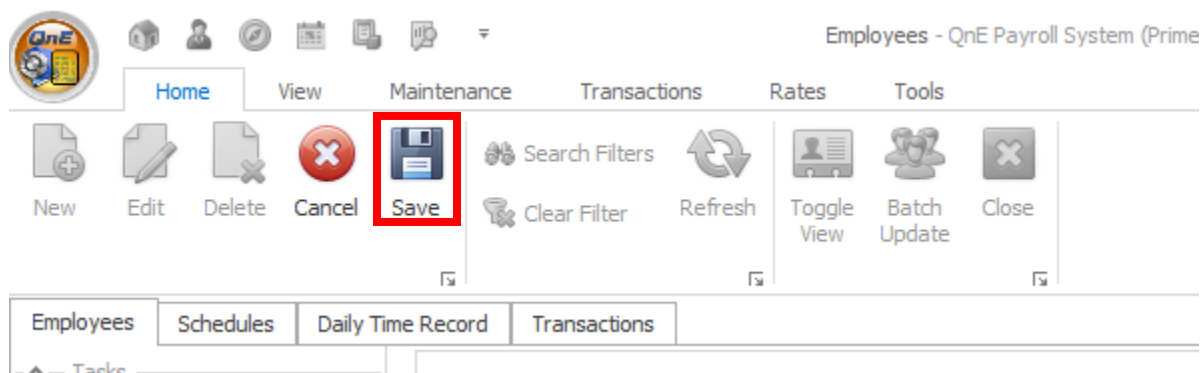 QnE
Employees - QnE Payroll System (Prime
Home View Maintenance Transactions Rates Tools
New Edit Delete Cancel Save
Search Filters
Clear Filter
Refresh
Toggle View
Batch Update
Close
Employees Schedules Daily Time Record Transactions
Tasks